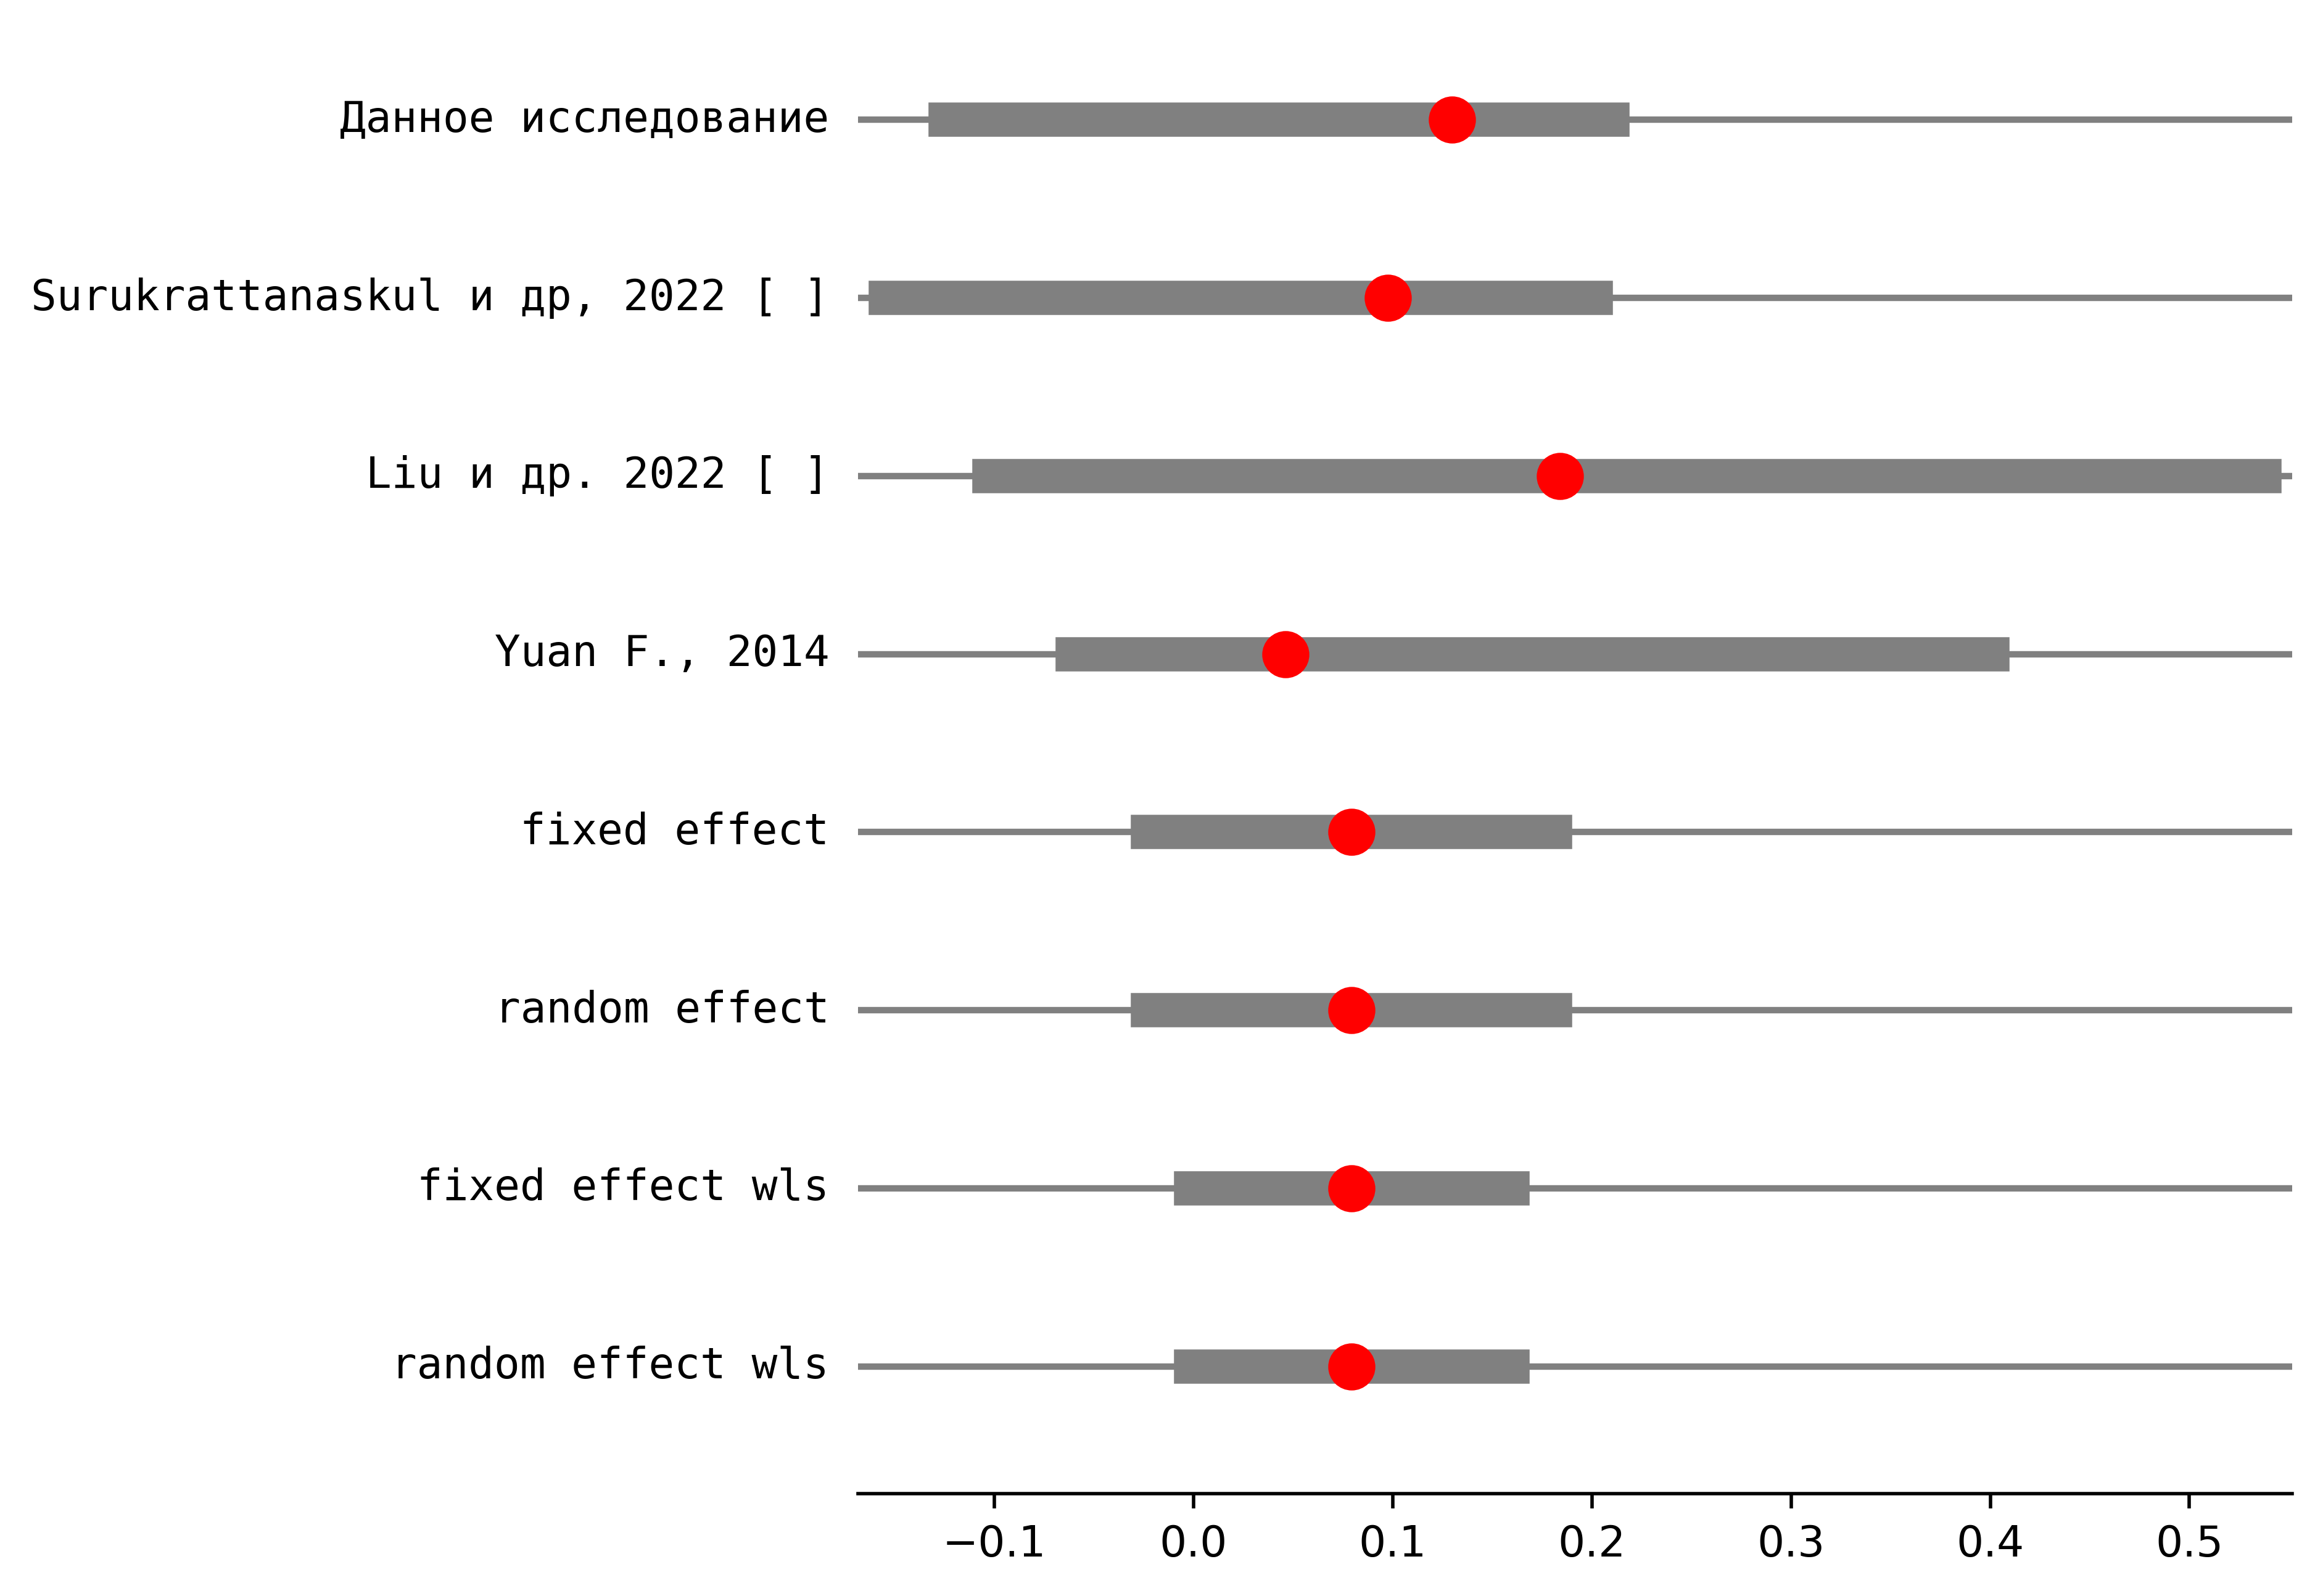 Данное исследование
Surukrattanaskul и др, 2022 [ ]
Liu и др. 2022 [ ]
Yuan F., 2014
fixed effect
random effect
fixed effect wls
random effect wls
−0.1 0.0 0.1 0.2 0.3 0.4 0.5